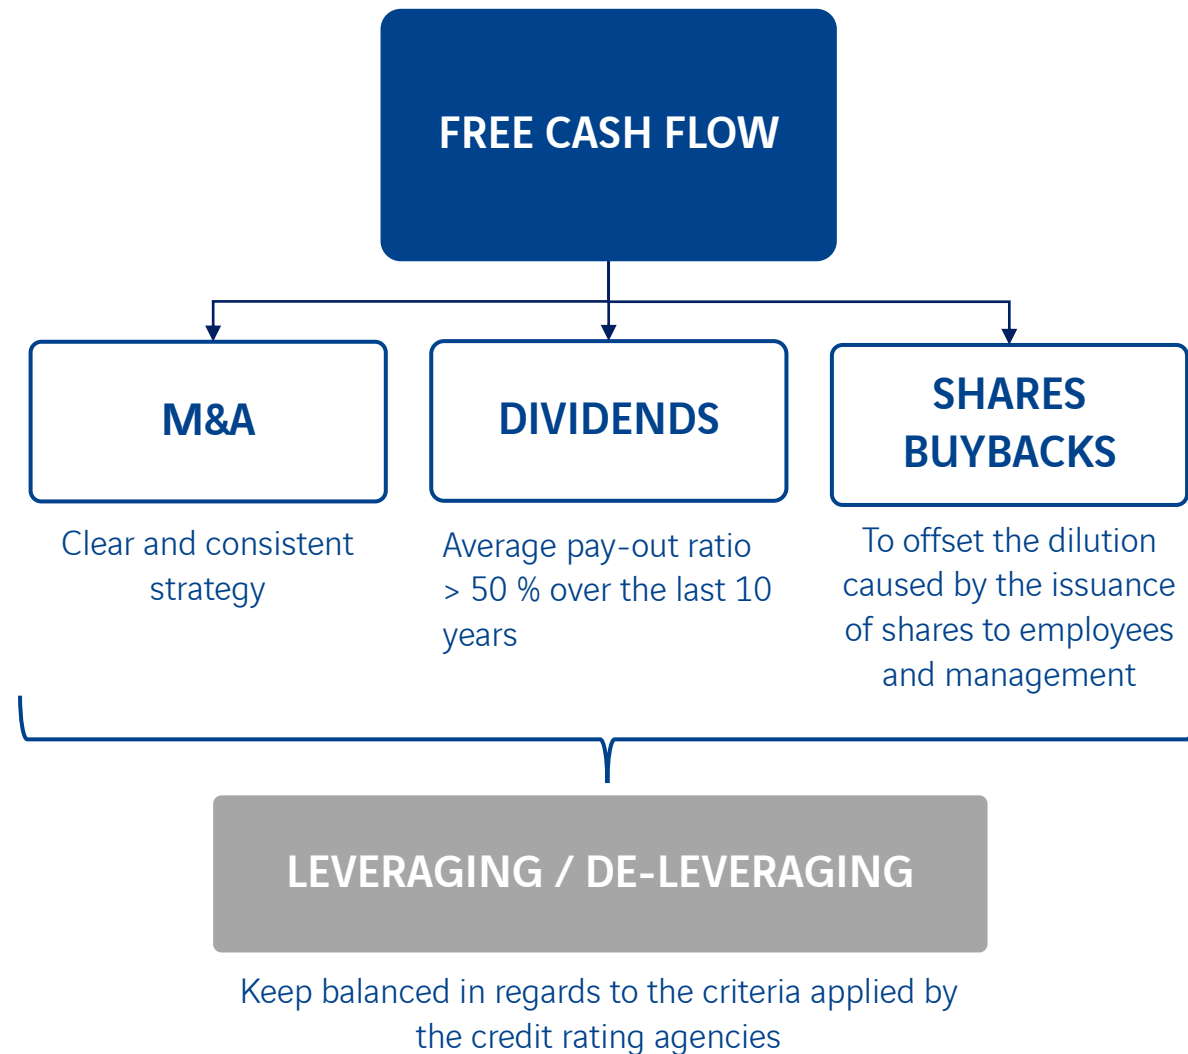 FREE CASH FLOW
M&A
Clear and consistent
strategy
DIVIDENDS
Average pay-out ratio
> 50 % over the last 10
years
SHARES
BUYBACKS
To offset the dilution
caused by the issuance
of shares to employees
and management
LEVERAGING / DE-LEVERAGING
Keep balanced in regards to the criteria applied by
the credit rating agencies